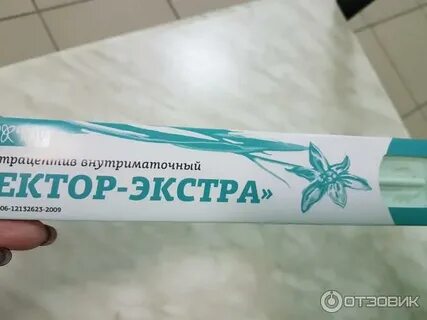 трацептив внутриматочный
ЕКТОР-ЭКСТРА»
06-12132623-2009
ОТЗОВИК